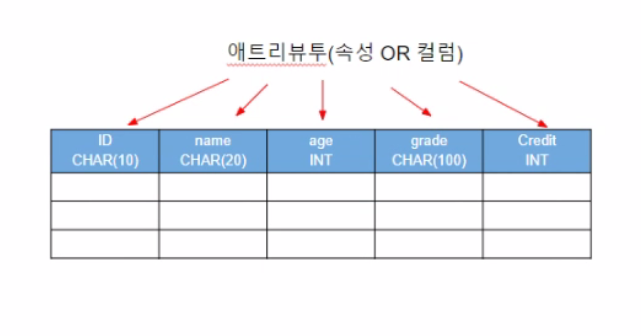 애트리뷰투(속성 OR 컬럼)
ID name age grade Credit
CHAR(10) CHAR(20) INT CHAR(100) INT